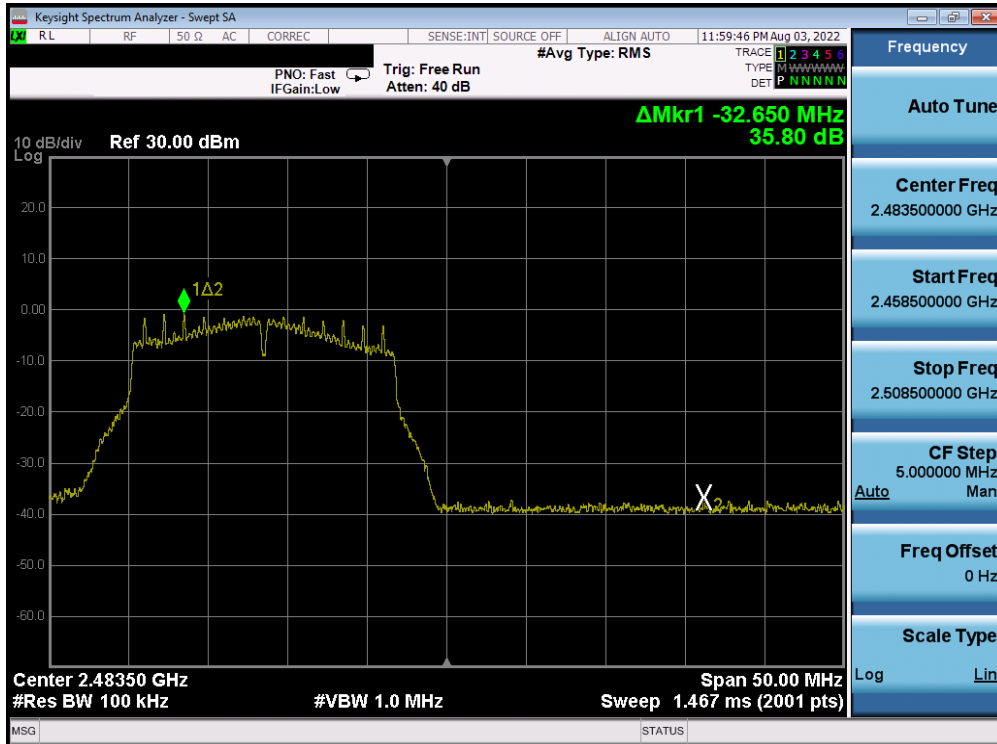 Keysight Spectrum Analyzer - Swept SA
LXI RL RF 50 Ω AC CORREC SENSE:INT SOURCE OFF ALIGN AUTO 11:59:46 PM Aug 03, 2022
#Avg Type: RMS
TRACE 1 2 3 4 5 6
TYPE M WWWWW
DET P N N N N N
PNO: Fast
IFGain:Low
Trig: Free Run
Atten: 40 dB
ΔMkr1 -32.650 MHz
35.80 dB
10 dB/div
Log
Ref 30.00 dBm
20.0
10.0
0.00
-10.0
-20.0
-30.0
-40.0
-50.0
-60.0
1Δ2
X2
Center 2.48350 GHz
#Res BW 100 kHz
#VBW 1.0 MHz
Span 50.00 MHz
Sweep 1.467 ms (2001 pts)
MSG
STATUS
Frequency
Auto Tune
Center Freq
2.483500000 GHz
Start Freq
2.458500000 GHz
Stop Freq
2.508500000 GHz
CF Step
5.000000 MHz
Auto Man
Freq Offset
0 Hz
Scale Type
Log Lin